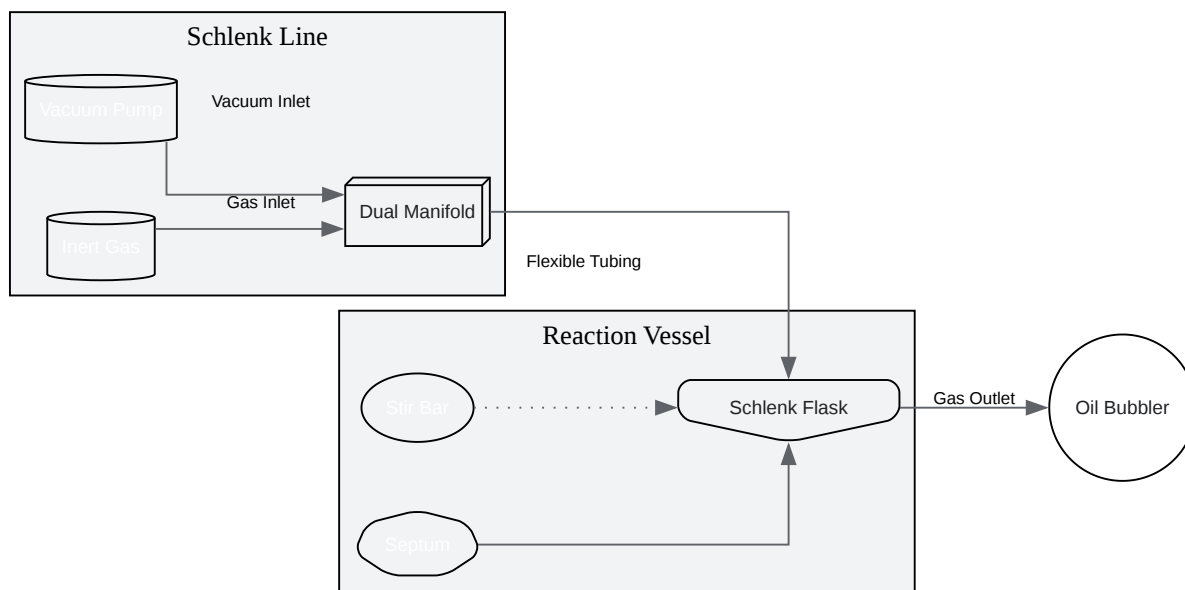 Schlenk Line
Vacuum Pump
Vacuum Inlet
Gas Inlet
Dual Manifold
Inert Gas
Flexible Tubing
Reaction Vessel
Stir Bar
Schlenk Flask
Gas Outlet
Oil Bubbler
Septum